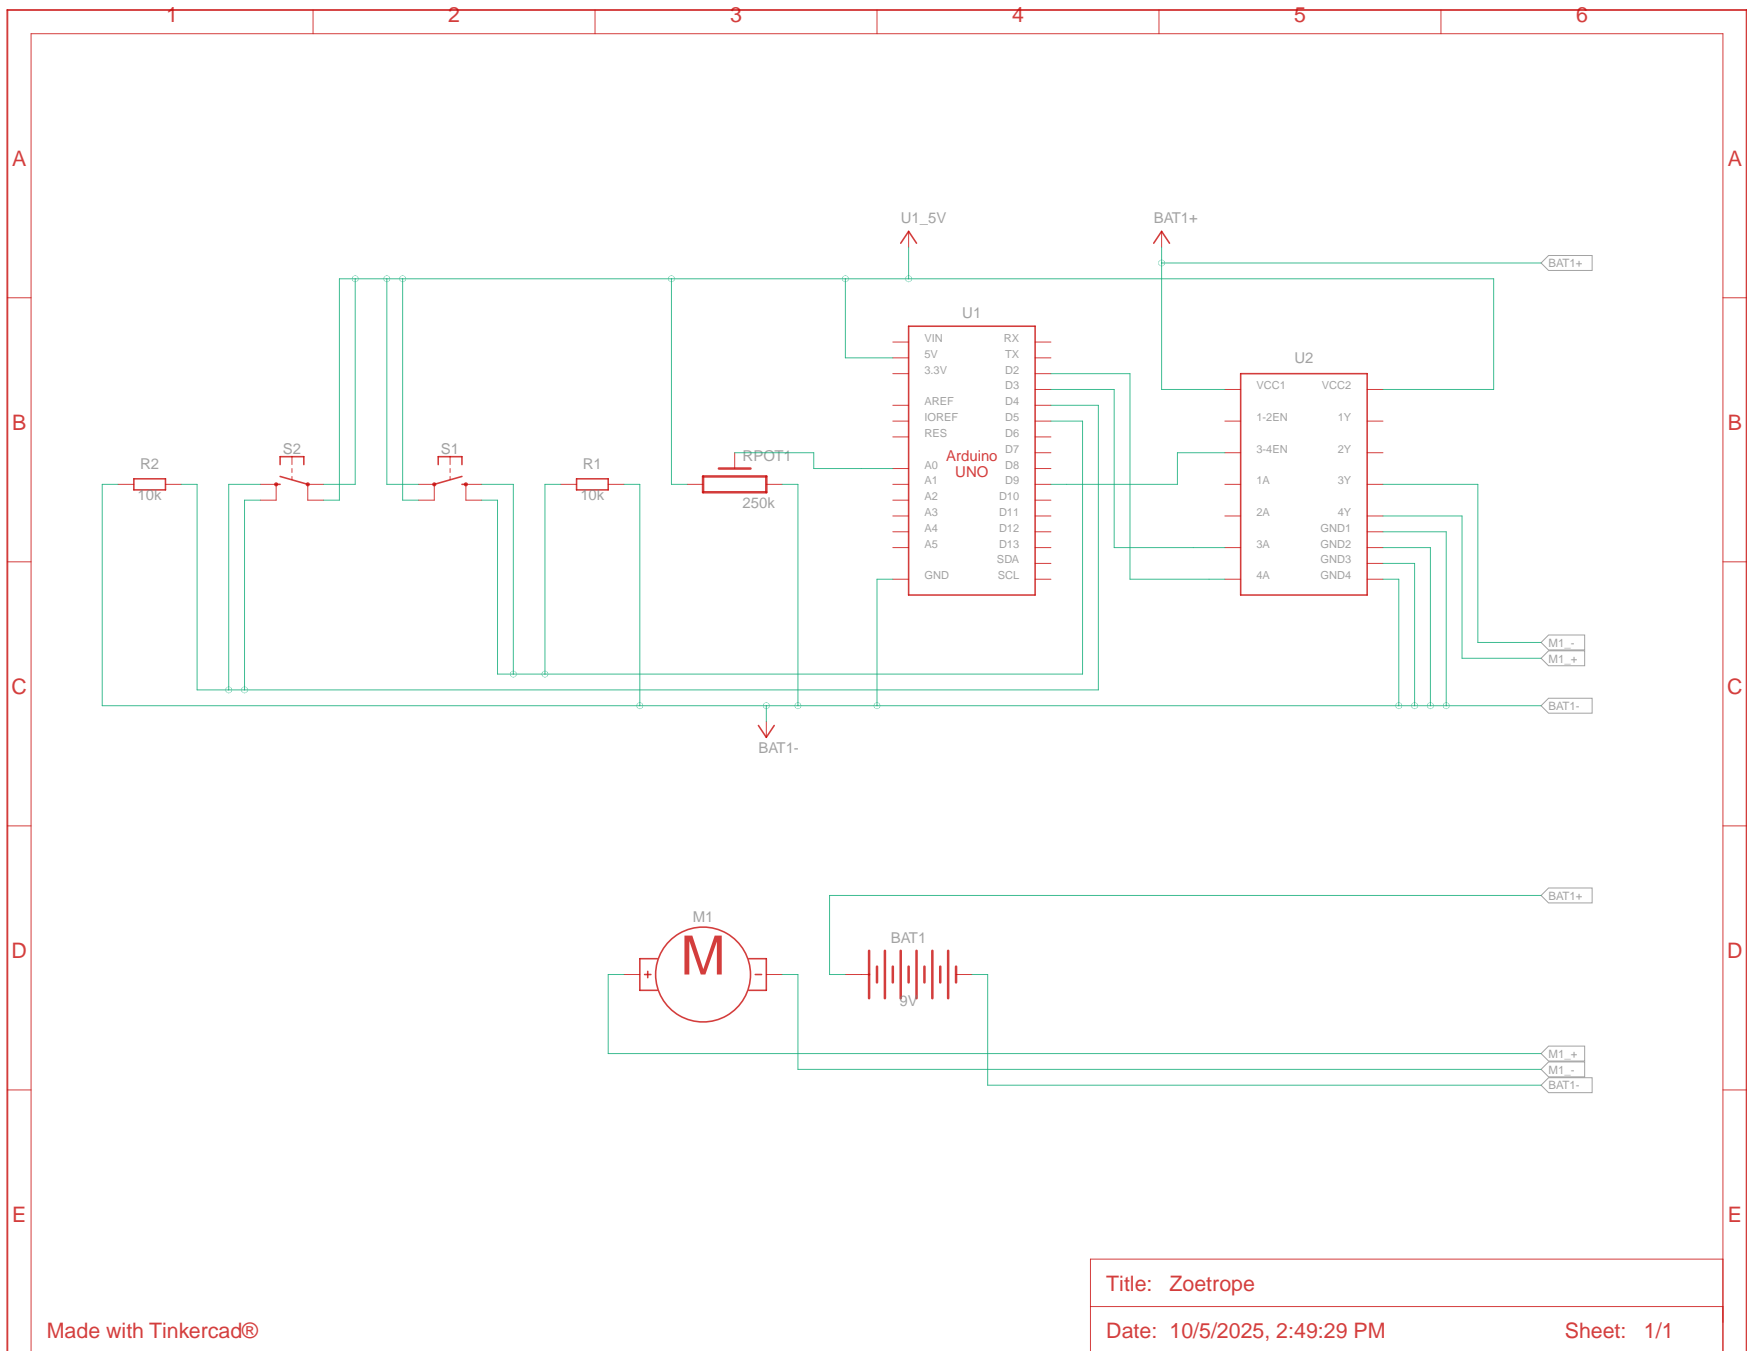 1 2 3 4 5 6
A A
U1_5V BAT1+
BAT1+
B B
U1
VIN RX
5V TX
3.3V D2
D3
AREF D4
IOREF D5
RES D6
D7
A0 D8
A1 D9
A2 D10
A3 D11
A4 D12
A5 D13
SDA
GND SCL
Arduino
UNO
U2
VCC1 VCC2
1-2EN 1Y
3-4EN 2Y
1A 3Y
2A 4Y
GND1
3A GND2
GND3
4A GND4
R2
10k
S2
S1
R1
10k
RPOT1
250k
C C
M1_-
M1_+
BAT1-
BAT1-
D D
BAT1+
M1
M
+ -
BAT1
9V
M1_+
M1_-
BAT1-
E E
Title: Zoetrope
Made with Tinkercad®
Date: 10/5/2025, 2:49:29 PM Sheet: 1/1